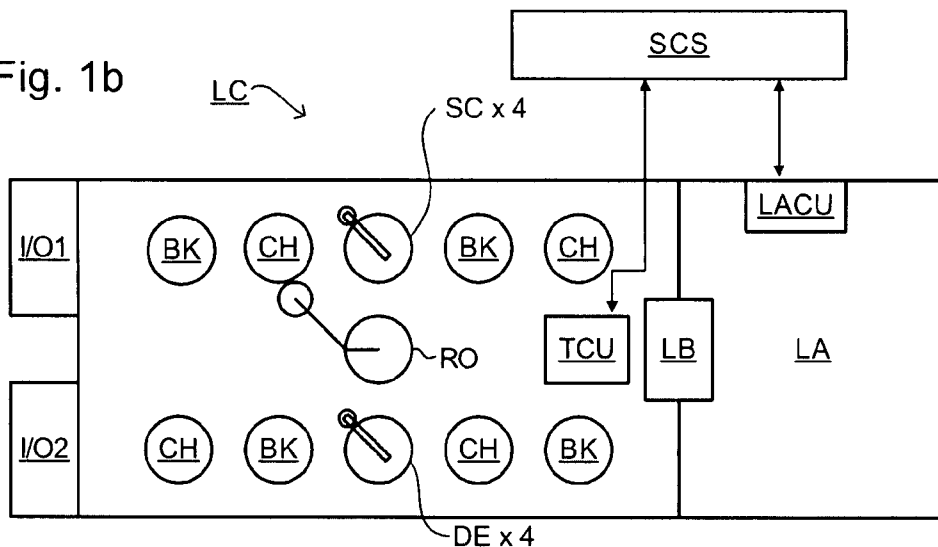 SCS
Fig. 1b
LC
SC x 4
I/O1
BK
CH
BK
CH
LACU
RO
TCU
LB
LA
I/O2
CH
BK
CH
BK
DE x 4